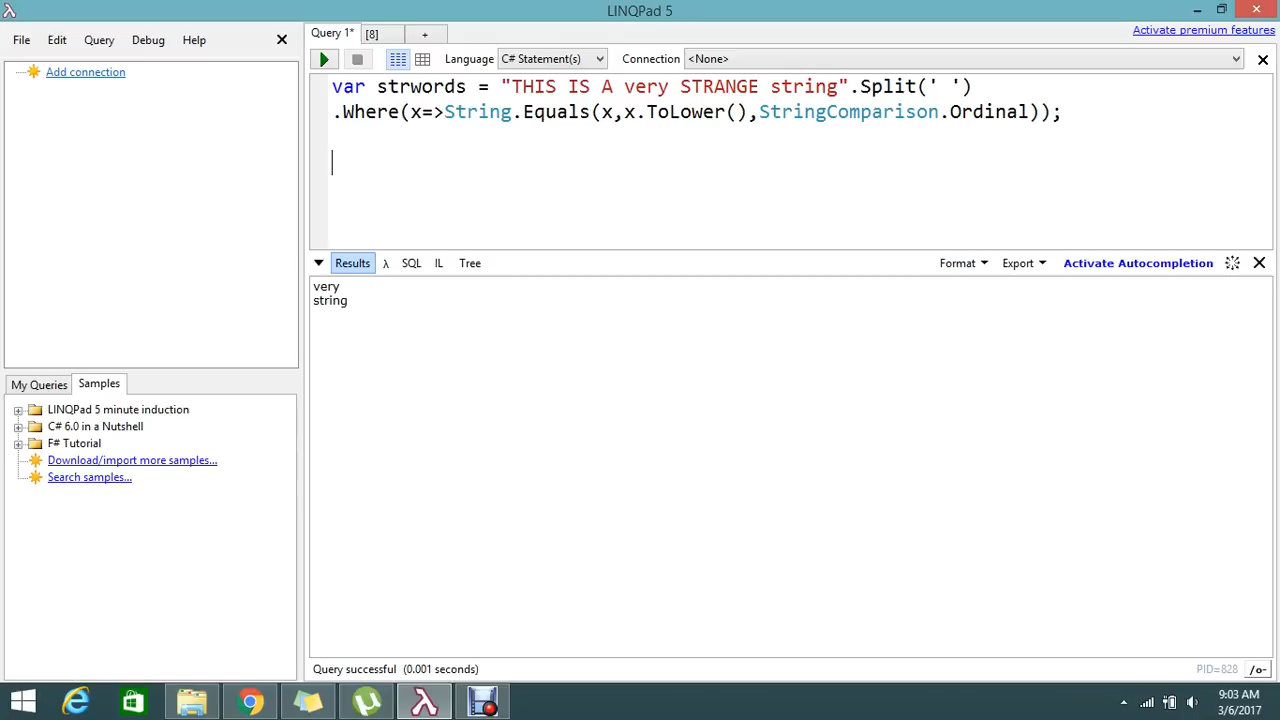 LINQPad 5
File Edit Query Debug Help
Query 1* [8] +
Activate premium features
Language C# Statement(s) Connection <None>
Add connection
var strwords = "THIS IS A very STRANGE string".Split(' ')
.Where(x=>String.Equals(x,x.ToLower(),StringComparison.Ordinal));
Results λ SQL IL Tree
Format Export Activate Autocompletion
very
string
My Queries Samples
LINQPad 5 minute induction
C# 6.0 in a Nutshell
F# Tutorial
Download/import more samples...
Search samples...
Query successful (0.001 seconds)
PID=828 /o-
9:03 AM
3/6/2017